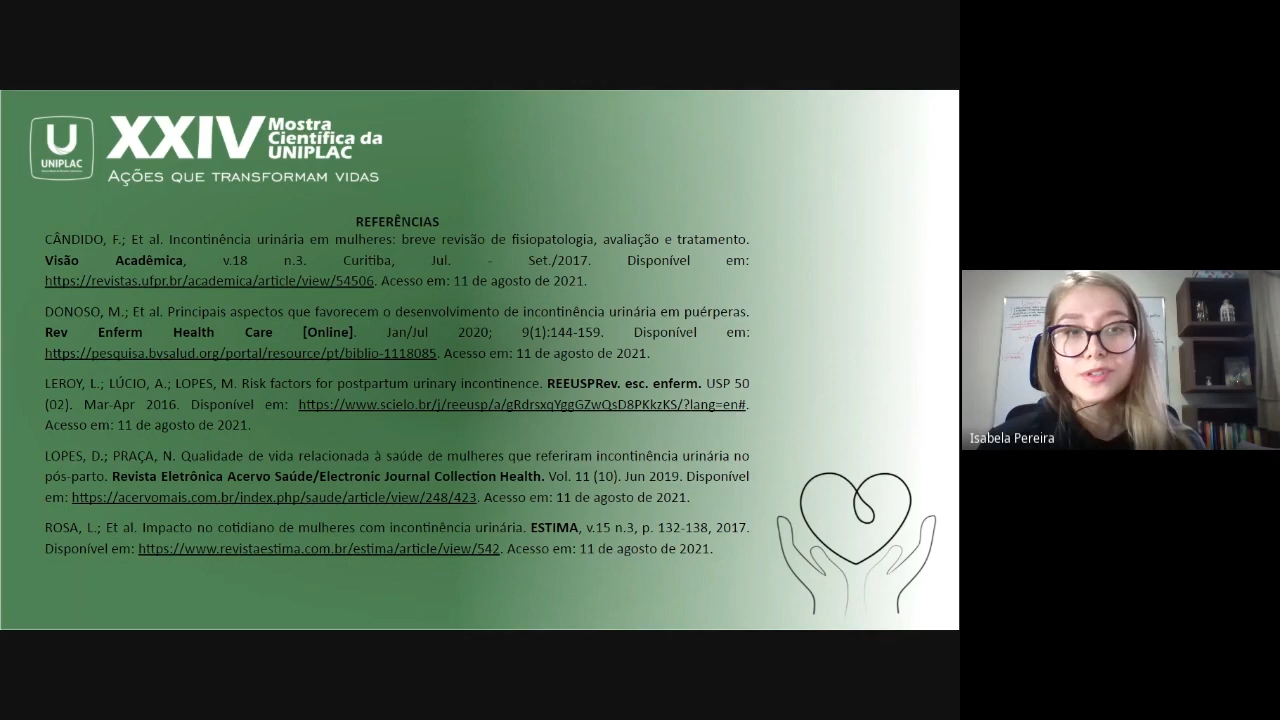 U
UNIPLAC
XXIV
Mostra
Científica da
UNIPLAC
AÇÕES QUE TRANSFORMAM VIDAS
REFERÊNCIAS
CÂNDIDO, F.; Et al. Incontinência urinária em mulheres: breve revisão de fisiopatologia, avaliação e tratamento.
Visão Acadêmica, v.18 n.3. Curitiba, Jul. - Set./2017. Disponível em:
https://revistas.ufpr.br/academica/article/view/54506. Acesso em: 11 de agosto de 2021.
DONOSO, M.; Et al. Principais aspectos que favorecem o desenvolvimento de incontinência urinária em puérperas.
Rev Enferm Health Care [Online]. Jan/Jul 2020; 9(1):144-159. Disponível em:
https://pesquisa.bvsalud.org/portal/resource/pt/biblio-1118085. Acesso em: 11 de agosto de 2021.
LEROY, L.; LÚCIO, A.; LOPES, M. Risk factors for postpartum urinary incontinence. REEUSPRev. esc. enferm. USP 50
(02). Mar-Apr 2016. Disponível em: https://www.scielo.br/j/reeusp/a/gRdrsxqYggGZwQsD8PKkzKS/?lang=en#.
Acesso em: 11 de agosto de 2021.
LOPES, D.; PRAÇA, N. Qualidade de vida relacionada à saúde de mulheres que referiram incontinência urinária no
pós-parto. Revista Eletrônica Acervo Saúde/Electronic Journal Collection Health. Vol. 11 (10). Jun 2019. Disponível
em: https://acervomais.com.br/index.php/saude/article/view/248/423. Acesso em: 11 de agosto de 2021.
ROSA, L.; Et al. Impacto no cotidiano de mulheres com incontinência urinária. ESTIMA, v.15 n.3, p. 132-138, 2017.
Disponível em: https://www.revistaestima.com.br/estima/article/view/542. Acesso em: 11 de agosto de 2021.
Isabela Pereira